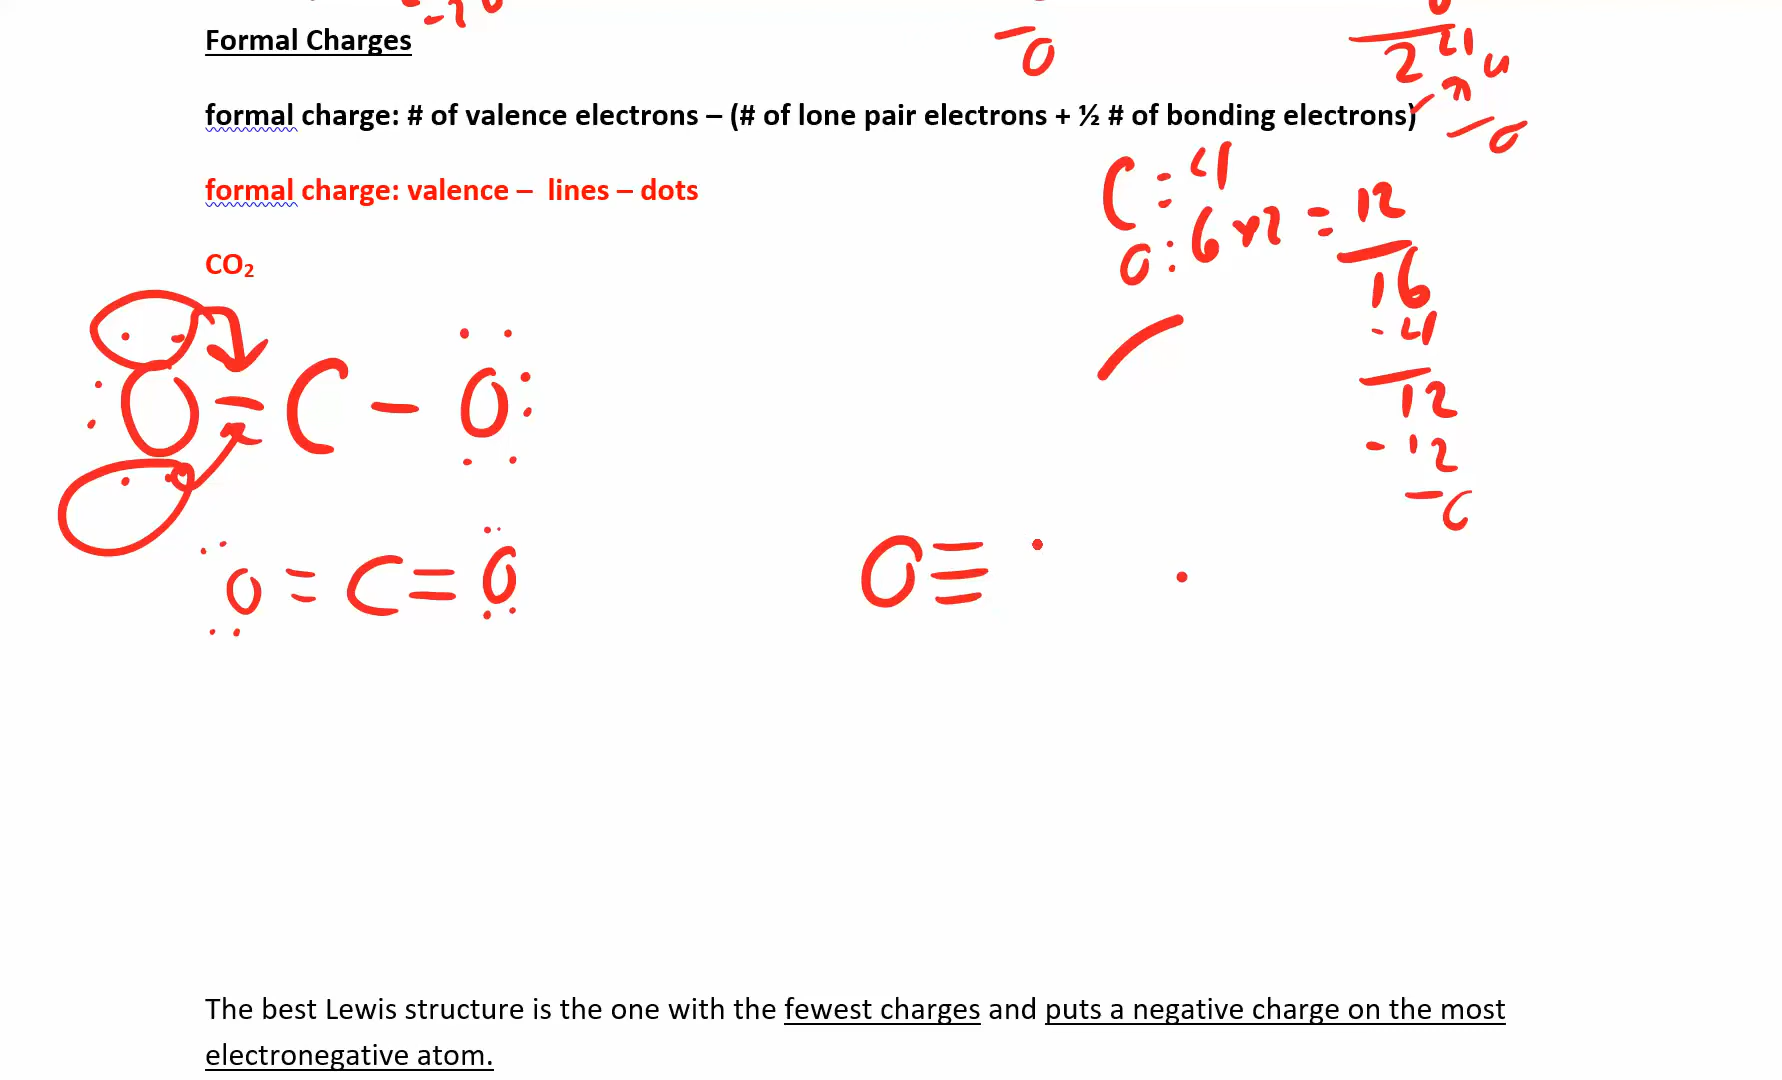 Formal Charges
formal charge: # of valence electrons – (# of lone pair electrons + ½ # of bonding electrons)
formal charge: valence – lines – dots
CO₂
C = 4
O : 6 x2 = 12
16
- 4
12
- 12
O = C - O
O = C = O
O ≡
The best Lewis structure is the one with the fewest charges and puts a negative charge on the most
electronegative atom.